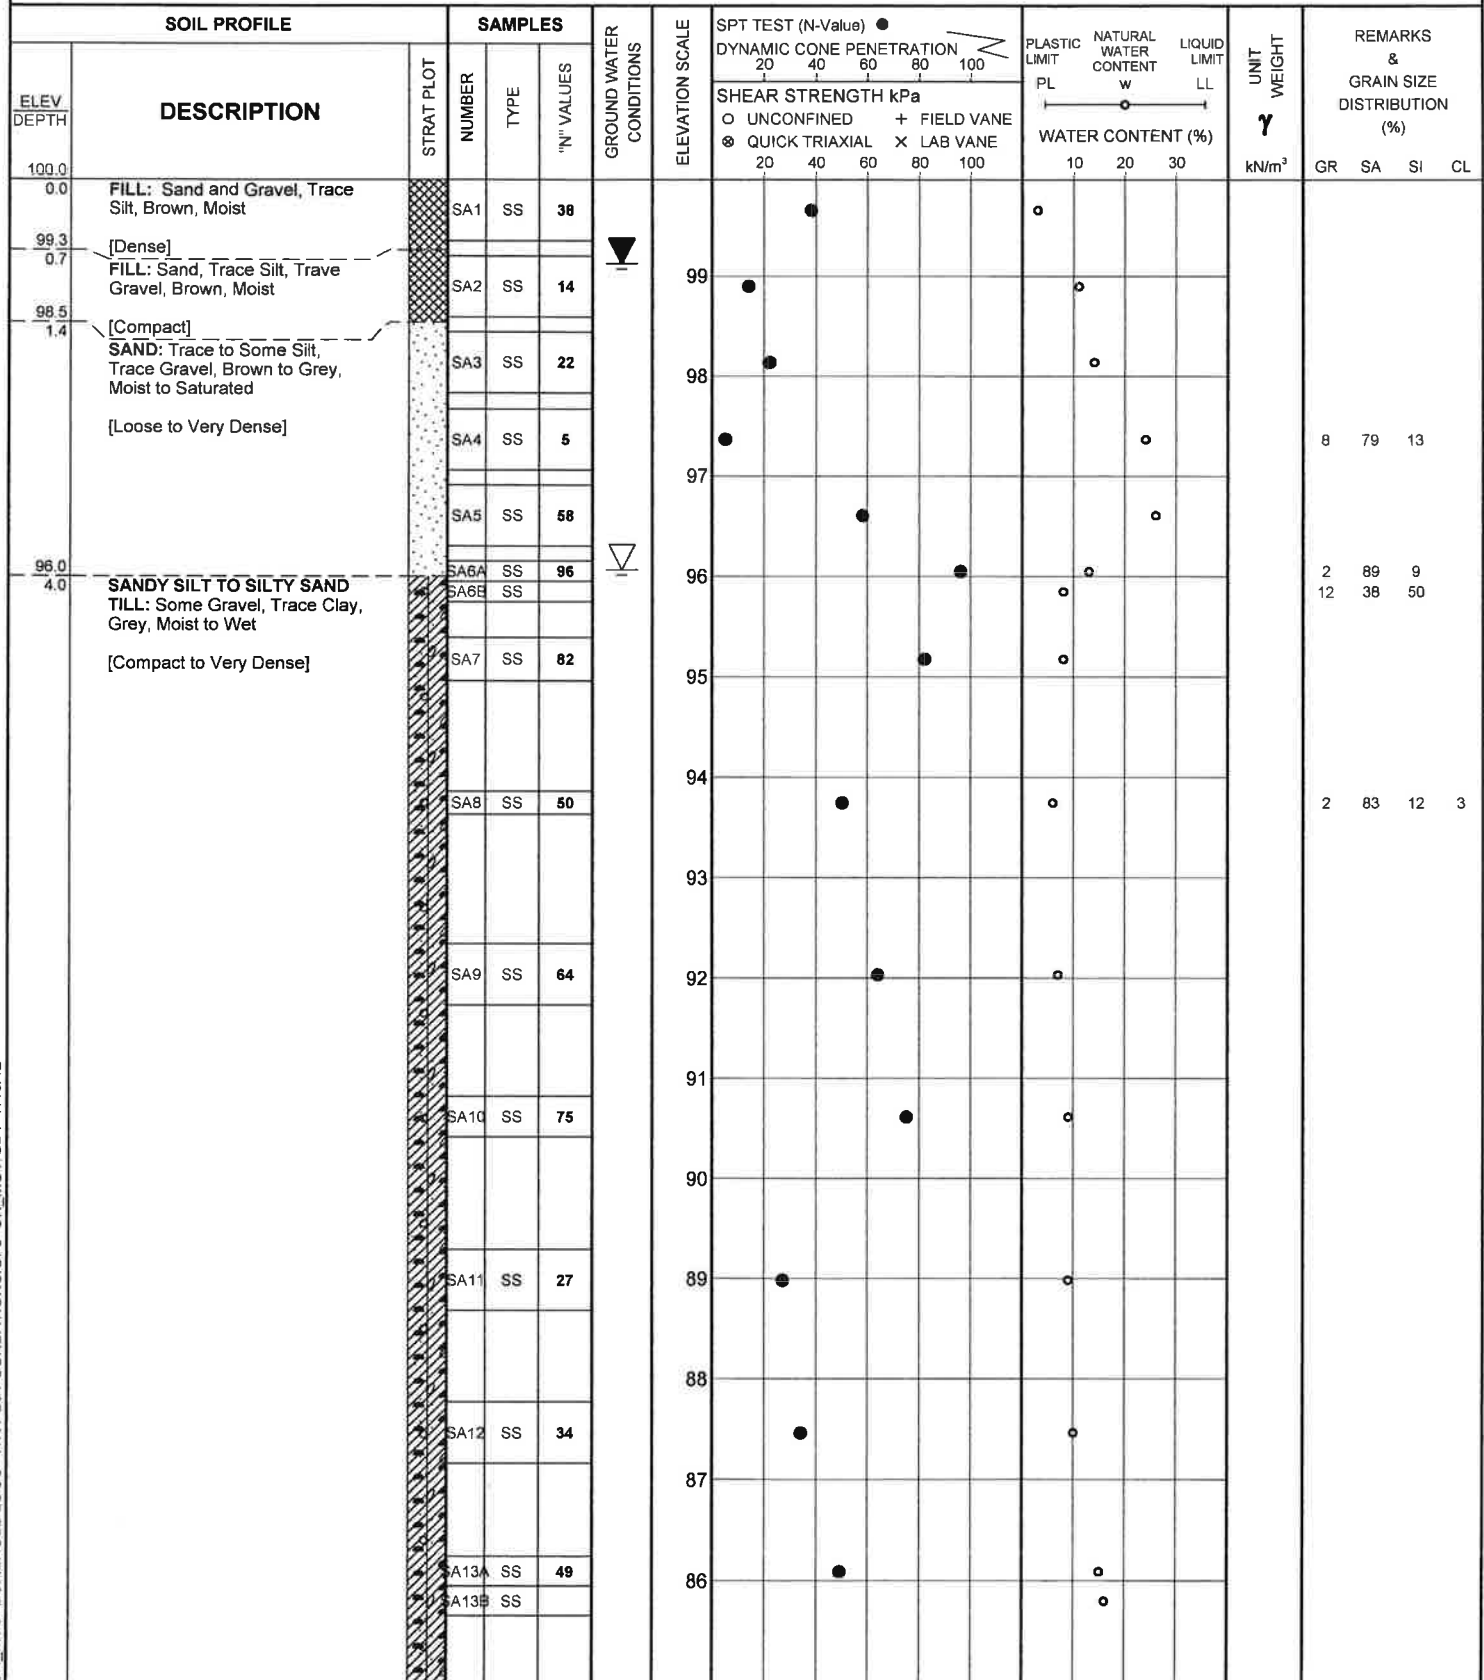 SOIL PROFILE
SAMPLES
GROUND WATER
CONDITIONS
ELEVATION SCALE
SPT TEST (N-Value)
DYNAMIC CONE PENETRATION
20 40 60 80 100
SHEAR STRENGTH kPa
O UNCONFINED + FIELD VANE
⊗ QUICK TRIAXIAL × LAB VANE
20 40 60 80 100
PLASTIC
LIMIT
PL
NATURAL
WATER
CONTENT
w
LIQUID
LIMIT
LL
WATER CONTENT (%)
10 20 30
UNIT
WEIGHT
γ
kN/m³
REMARKS
&
GRAIN SIZE
DISTRIBUTION
(%)
GR SA SI CL
ELEV
DEPTH
DESCRIPTION
STRAT PLOT
NUMBER
TYPE
"N" VALUES
100.0
0.0
FILL: Sand and Gravel, Trace
Silt, Brown, Moist
[Dense]
99.3
0.7
FILL: Sand, Trace Silt, Trave
Gravel, Brown, Moist
[Compact]
98.5
1.4
SAND: Trace to Some Silt,
Trace Gravel, Brown to Grey,
Moist to Saturated
[Loose to Very Dense]
96.0
4.0
SANDY SILT TO SILTY SAND
TILL: Some Gravel, Trace Clay,
Grey, Moist to Wet
[Compact to Very Dense]
SA1 SS 38
SA2 SS 14
SA3 SS 22
SA4 SS 5
SA5 SS 58
SA6A SS 96
SA6B SS
SA7 SS 82
SA8 SS 50
SA9 SS 64
SA10 SS 75
SA11 SS 27
SA12 SS 34
SA13A SS 49
SA13B SS
99
98
97
96
95
94
93
92
91
90
89
88
87
86
8 79 13
2 89 9
12 38 50
2 83 12 3